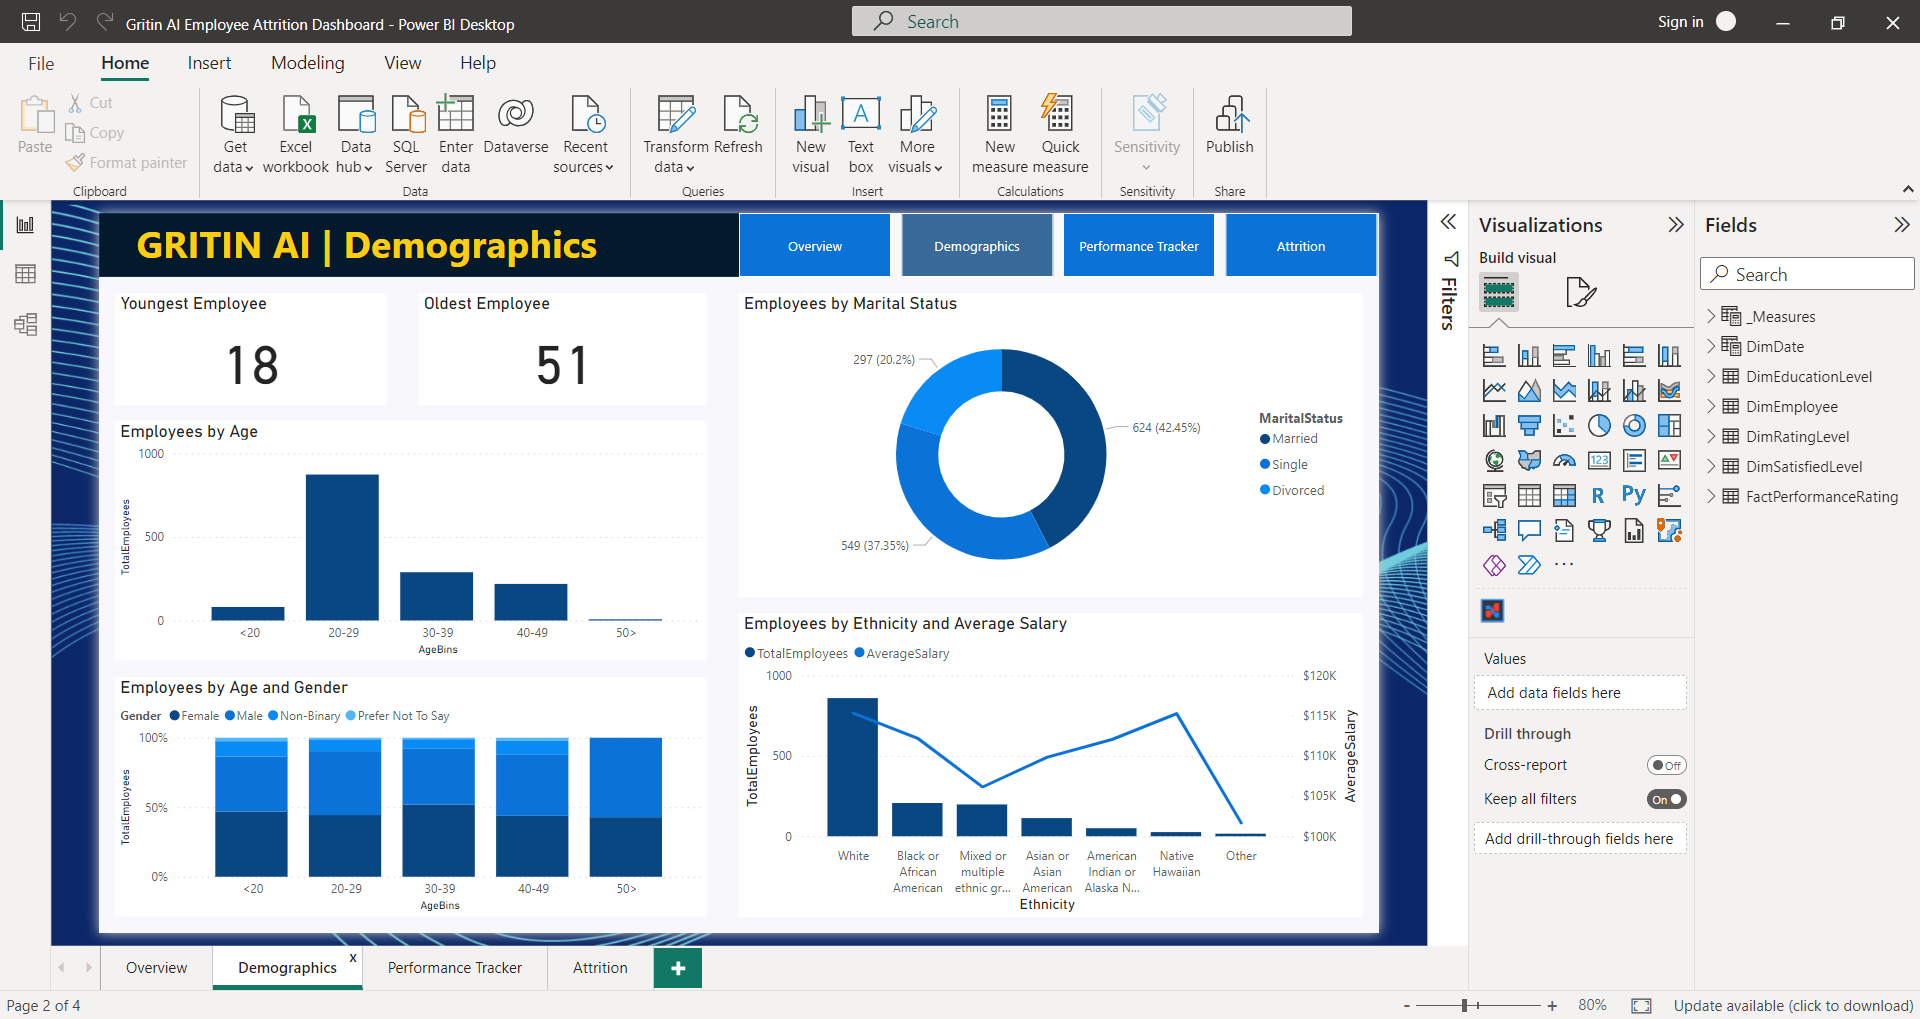 Gritin AI Employee Attrition Dashboard - Power BI Desktop
Search
Sign in
File
Home
Insert
Modeling
View
Help
Paste
Cut
Copy
Format painter
Clipboard
Get
data
Excel
workbook
Data
hub
SQL
Server
Enter
data
Dataverse
Recent
sources
Data
Transform
data
Refresh
Queries
New
visual
Text
box
More
visuals
Insert
New
measure
Quick
measure
Calculations
Sensitivity
Sensitivity
Publish
Share
GRITIN AI | Demographics
Overview
Demographics
Performance Tracker
Attrition
Youngest Employee
18
Oldest Employee
51
Employees by Age
TotalEmployees
1000
500
0
<20
20-29
30-39
40-49
50>
AgeBins
Employees by Age and Gender
Gender
Female
Male
Non-Binary
Prefer Not To Say
TotalEmployees
100%
50%
0%
<20
20-29
30-39
40-49
50>
AgeBins
Employees by Marital Status
297 (20.2%)
624 (42.45%)
549 (37.35%)
MaritalStatus
Married
Single
Divorced
Employees by Ethnicity and Average Salary
TotalEmployees
AverageSalary
TotalEmployees
1000
500
0
$120K
$115K
$110K
$105K
$100K
AverageSalary
White
Black or
African
American
Mixed or
multiple
ethnic gr...
Asian or
Asian
American
American
Indian or
Alaska N...
Native
Hawaiian
Other
Ethnicity
Filters
Visualizations
Build visual
123
R
Py
...
Values
Add data fields here
Drill through
Cross-report
Off
Keep all filters
On
Add drill-through fields here
Fields
Search
_Measures
DimDate
DimEducationLevel
DimEmployee
DimRatingLevel
DimSatisfiedLevel
FactPerformanceRating
Overview
Demographics
x
Performance Tracker
Attrition
+
Page 2 of 4
-
+
80%
Update available (click to download)